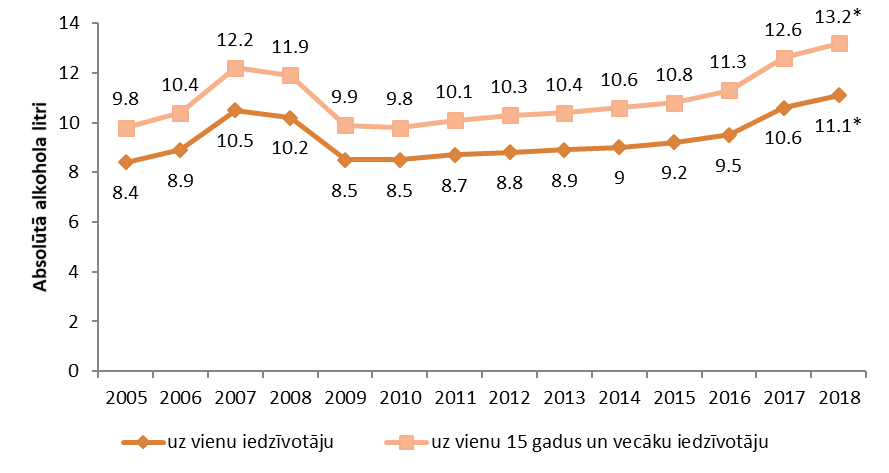 Absolūtā alkohola litri
14
12
10
8
6
4
2
0
9.8 10.4 12.2 11.9 9.9 9.8 10.1 10.3 10.4 10.6 10.8 11.3 12.6 13.2*
8.4 8.9 10.5 10.2 8.5 8.5 8.7 8.8 8.9 9 9.2 9.5 10.6 11.1*
2005 2006 2007 2008 2009 2010 2011 2012 2013 2014 2015 2016 2017 2018
uz vienu iedzīvotāju uz vienu 15 gadus un vecāku iedzīvotāju